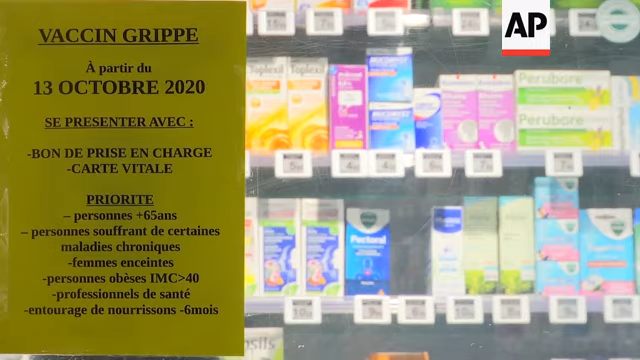 VACCIN GRIPPE
À partir du
13 OCTOBRE 2020
SE PRESENTER AVEC :
-BON DE PRISE EN CHARGE
-CARTE VITALE
PRIORITE
– personnes +65ans
– personnes souffrant de certaines
maladies chroniques
-femmes enceintes
-personnes obèses IMC>40
-professionnels de santé
-entourage de nourrissons -6mois
AP
Toplexil Toplexil
Perubore
Perubore
Pectoral